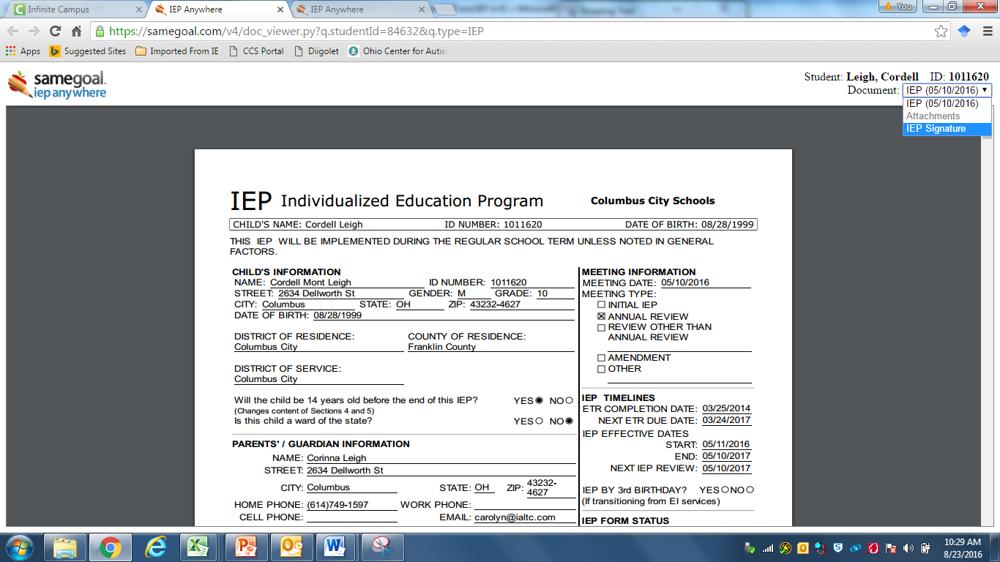 Infinite Campus
IEP Anywhere
IEP Anywhere
You
https://samegoal.com/v4/doc_viewer.py?q.studentId=84632&q.type=IEP
Apps Suggested Sites Imported From IE CCS Portal Diigolet Ohio Center for Autis
samegoal.
iep anywhere
Student: Leigh, Cordell ID: 1011620
Document: IEP (05/10/2016)
IEP (05/10/2016)
Attachments
IEP Signature
IEP Individualized Education Program Columbus City Schools
CHILD'S NAME: Cordell Leigh ID NUMBER: 1011620 DATE OF BIRTH: 08/28/1999
THIS IEP WILL BE IMPLEMENTED DURING THE REGULAR SCHOOL TERM UNLESS NOTED IN GENERAL
FACTORS.
CHILD'S INFORMATION
NAME: Cordell Mont Leigh ID NUMBER: 1011620
STREET: 2634 Dellworth St GENDER: M GRADE: 10
CITY: Columbus STATE: OH ZIP: 43232-4627
DATE OF BIRTH: 08/28/1999
DISTRICT OF RESIDENCE: COUNTY OF RESIDENCE:
Columbus City Franklin County
DISTRICT OF SERVICE:
Columbus City
Will the child be 14 years old before the end of this IEP? YES NO
(Changes content of Sections 4 and 5)
Is this child a ward of the state? YES NO
PARENTS' / GUARDIAN INFORMATION
NAME: Corinna Leigh
STREET: 2634 Dellworth St
CITY: Columbus STATE: OH ZIP: 43232-
4627
HOME PHONE: (614)749-1597 WORK PHONE:
CELL PHONE: EMAIL: carolyn@ialtc.com
MEETING INFORMATION
MEETING DATE: 05/10/2016
MEETING TYPE:
INITIAL IEP
ANNUAL REVIEW
REVIEW OTHER THAN
ANNUAL REVIEW
AMENDMENT
OTHER
IEP TIMELINES
ETR COMPLETION DATE: 03/25/2014
NEXT ETR DUE DATE: 03/24/2017
IEP EFFECTIVE DATES
START: 05/11/2016
END: 05/10/2017
NEXT IEP REVIEW: 05/10/2017
IEP BY 3rd BIRTHDAY? YES NO
(If transitioning from EI services)
IEP FORM STATUS
10:29 AM
8/23/2016